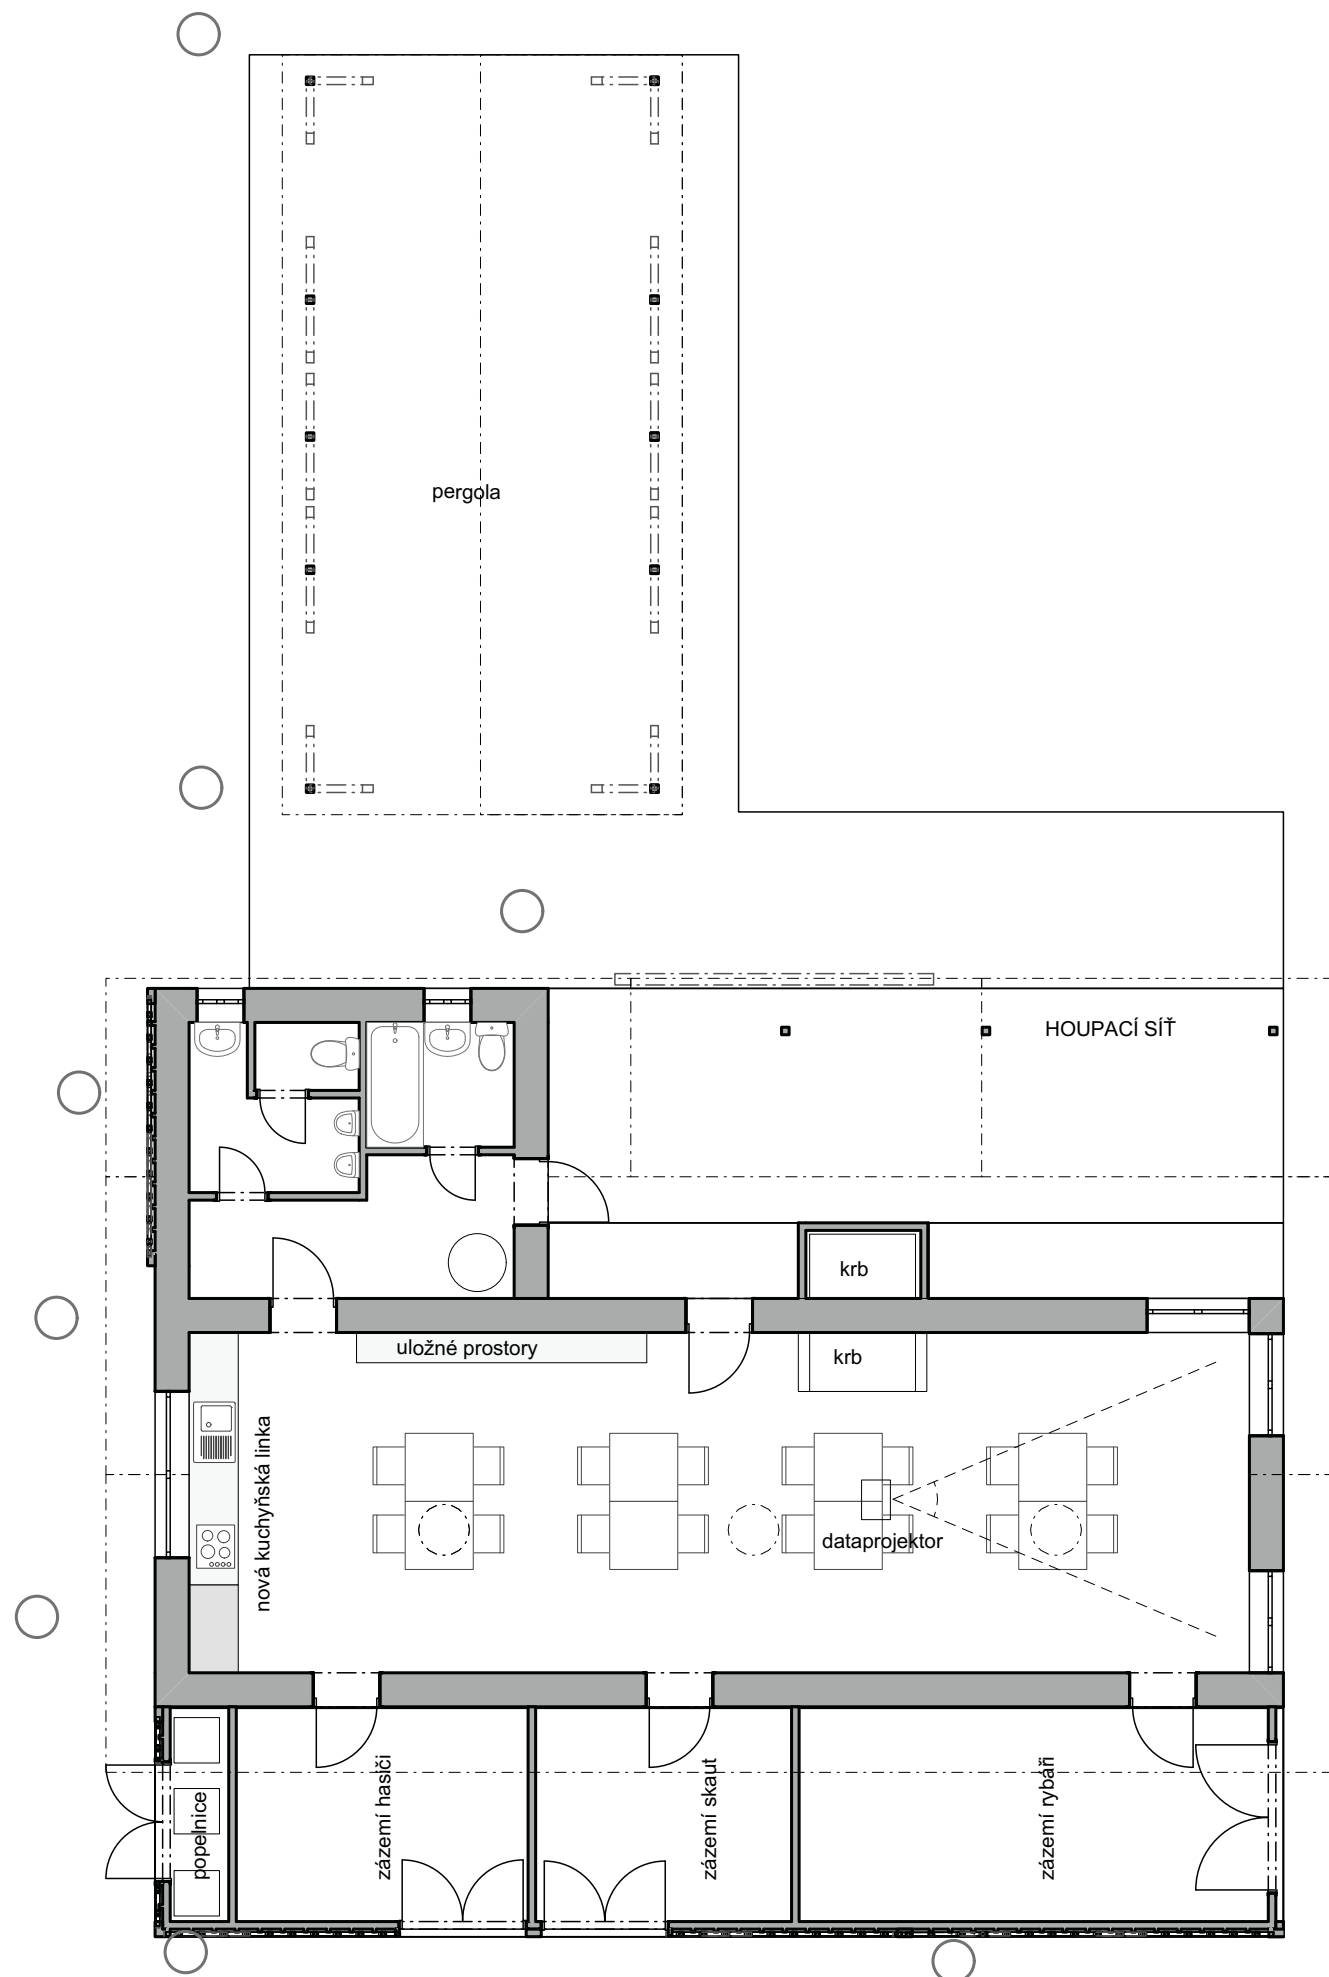 pergola
HOUPACÍ SÍŤ
krb
uložné prostory
krb
nová kuchyňská linka
dataprojektor
popelnice
zázemí hasiči
zázemí skaut
zázemí rybáři